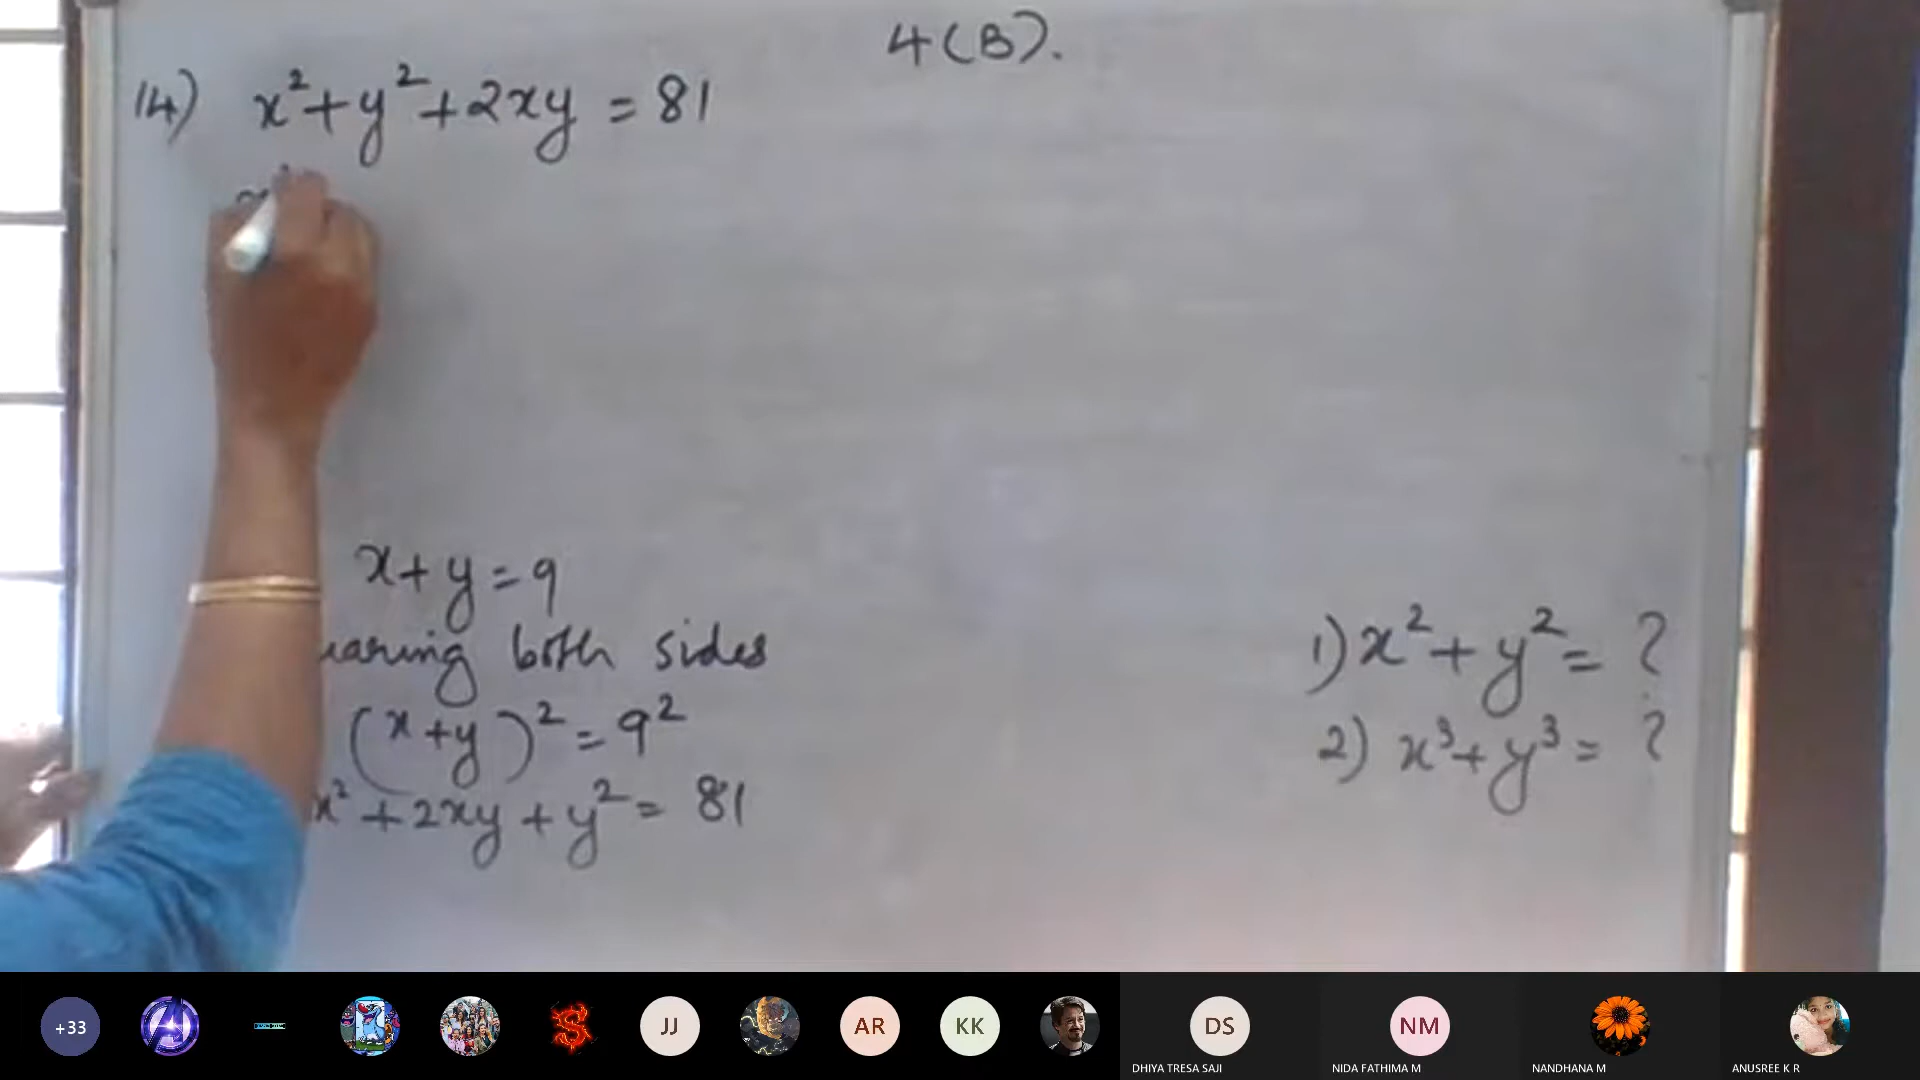 4(B).
14) x²+y²+2xy = 81
x+y=9
uaring both sides
(x+y)²=9²
x²+2xy+y²= 81
1) x²+y²= ?
2) x³+y³= ?
+33
JJ
AR
KK
DS
NM
DHIYA TRESA SAJI
NIDA FATHIMA M
NANDHANA M
ANUSREE K R